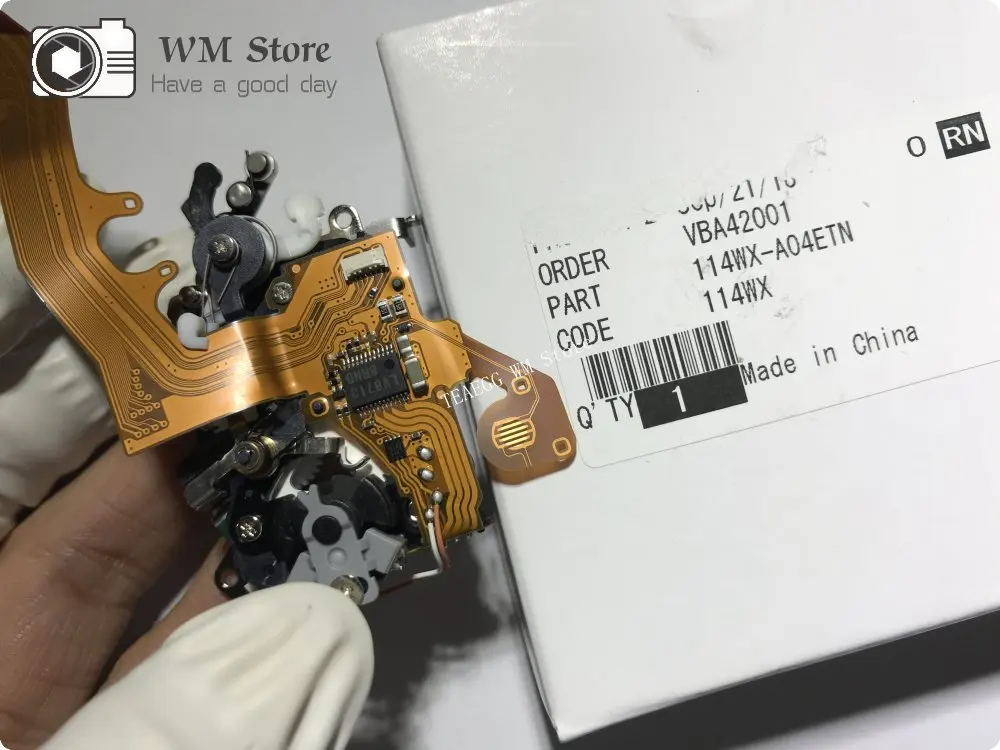 WM Store
Have a good day
O RN
VBA42001
ORDER 114WX-A04ETN
PART 114WX
CODE
Made in China
Q'TY 1